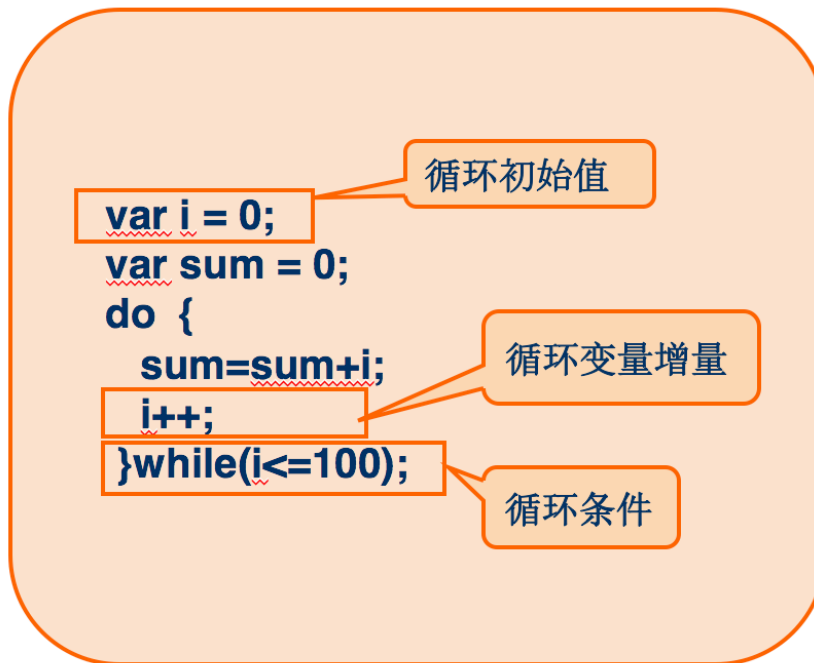 循环初始值
var i = 0;
var sum = 0;
do {
sum=sum+i;
循环变量增量
i++;
}while(i<=100);
循环条件